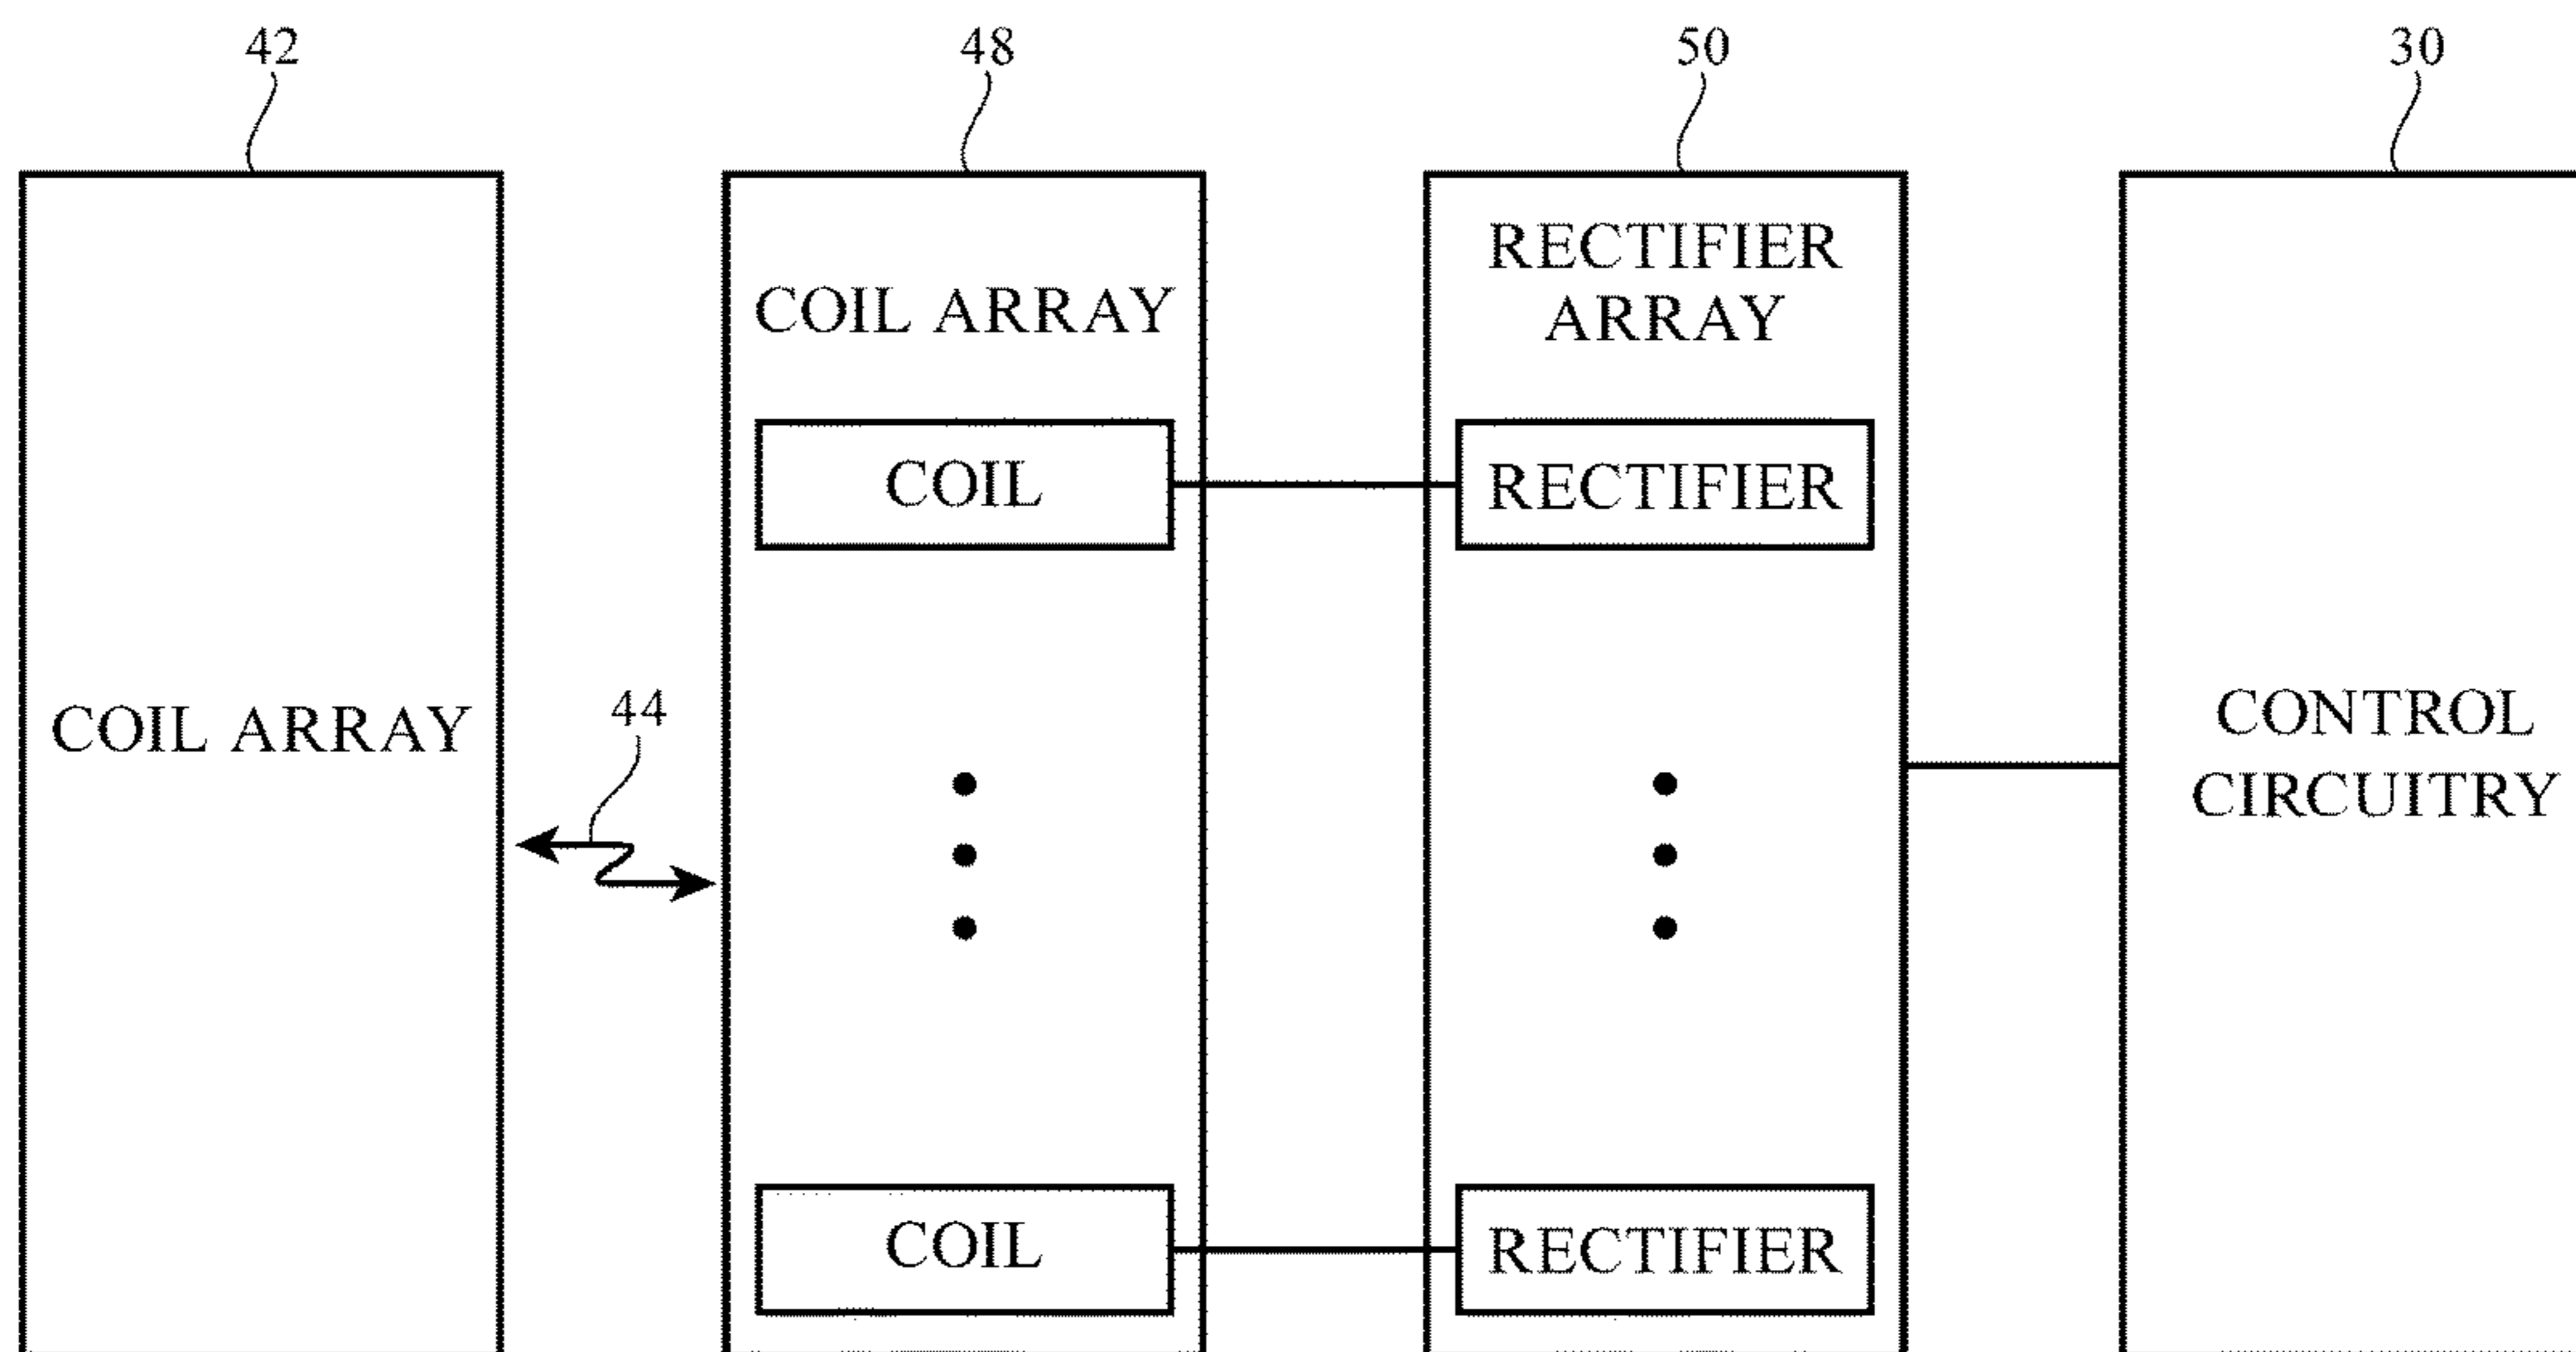 42
48
50
30
COIL ARRAY
44
COIL ARRAY
COIL
COIL
RECTIFIER
ARRAY
RECTIFIER
RECTIFIER
CONTROL
CIRCUITRY